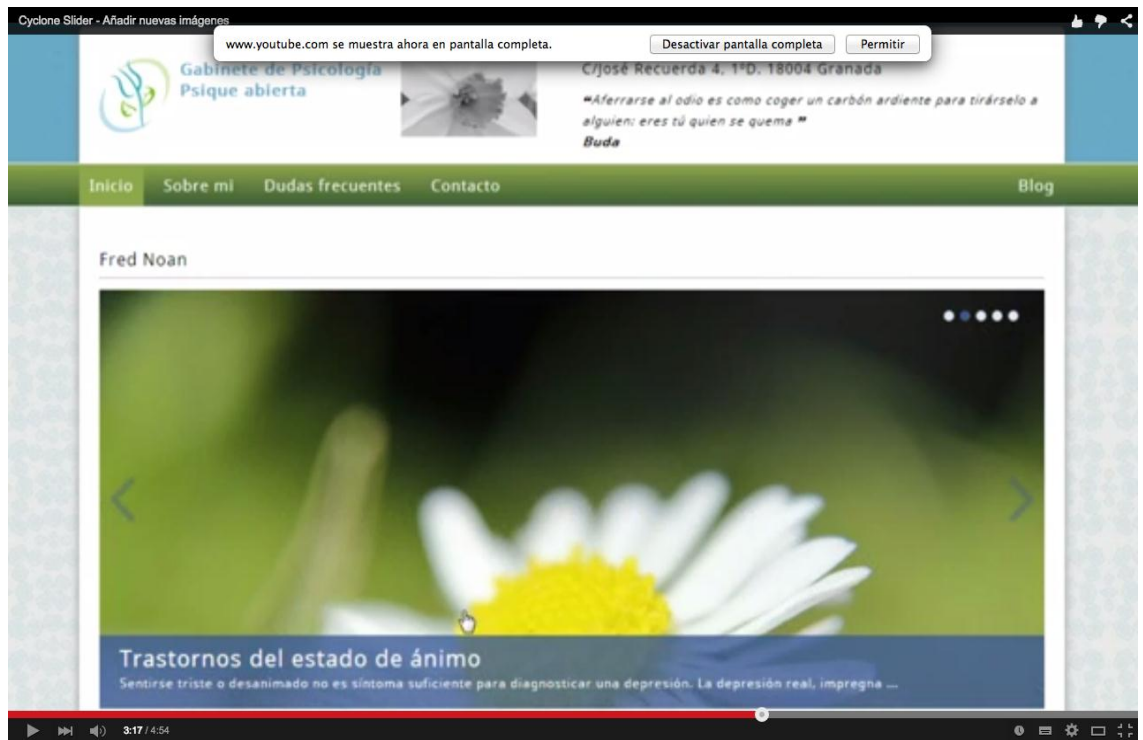 Cyclone Slider - Añadir nuevas imágenes
www.youtube.com se muestra ahora en pantalla completa.
Desactivar pantalla completa
Permitir
Gabinete de Psicología
Psique abierta
C/José Recuerda 4, 1ºD. 18004 Granada
❝Aferrarse al odio es como coger un carbón ardiente para tirárselo a
alguien: eres tú quien se quema ❞
Buda
Inicio Sobre mi Dudas frecuentes Contacto Blog
Fred Noan
Trastornos del estado de ánimo
Sentirse triste o desanimado no es síntoma suficiente para diagnosticar una depresión. La depresión real, impregna ...
3:17 / 4:54